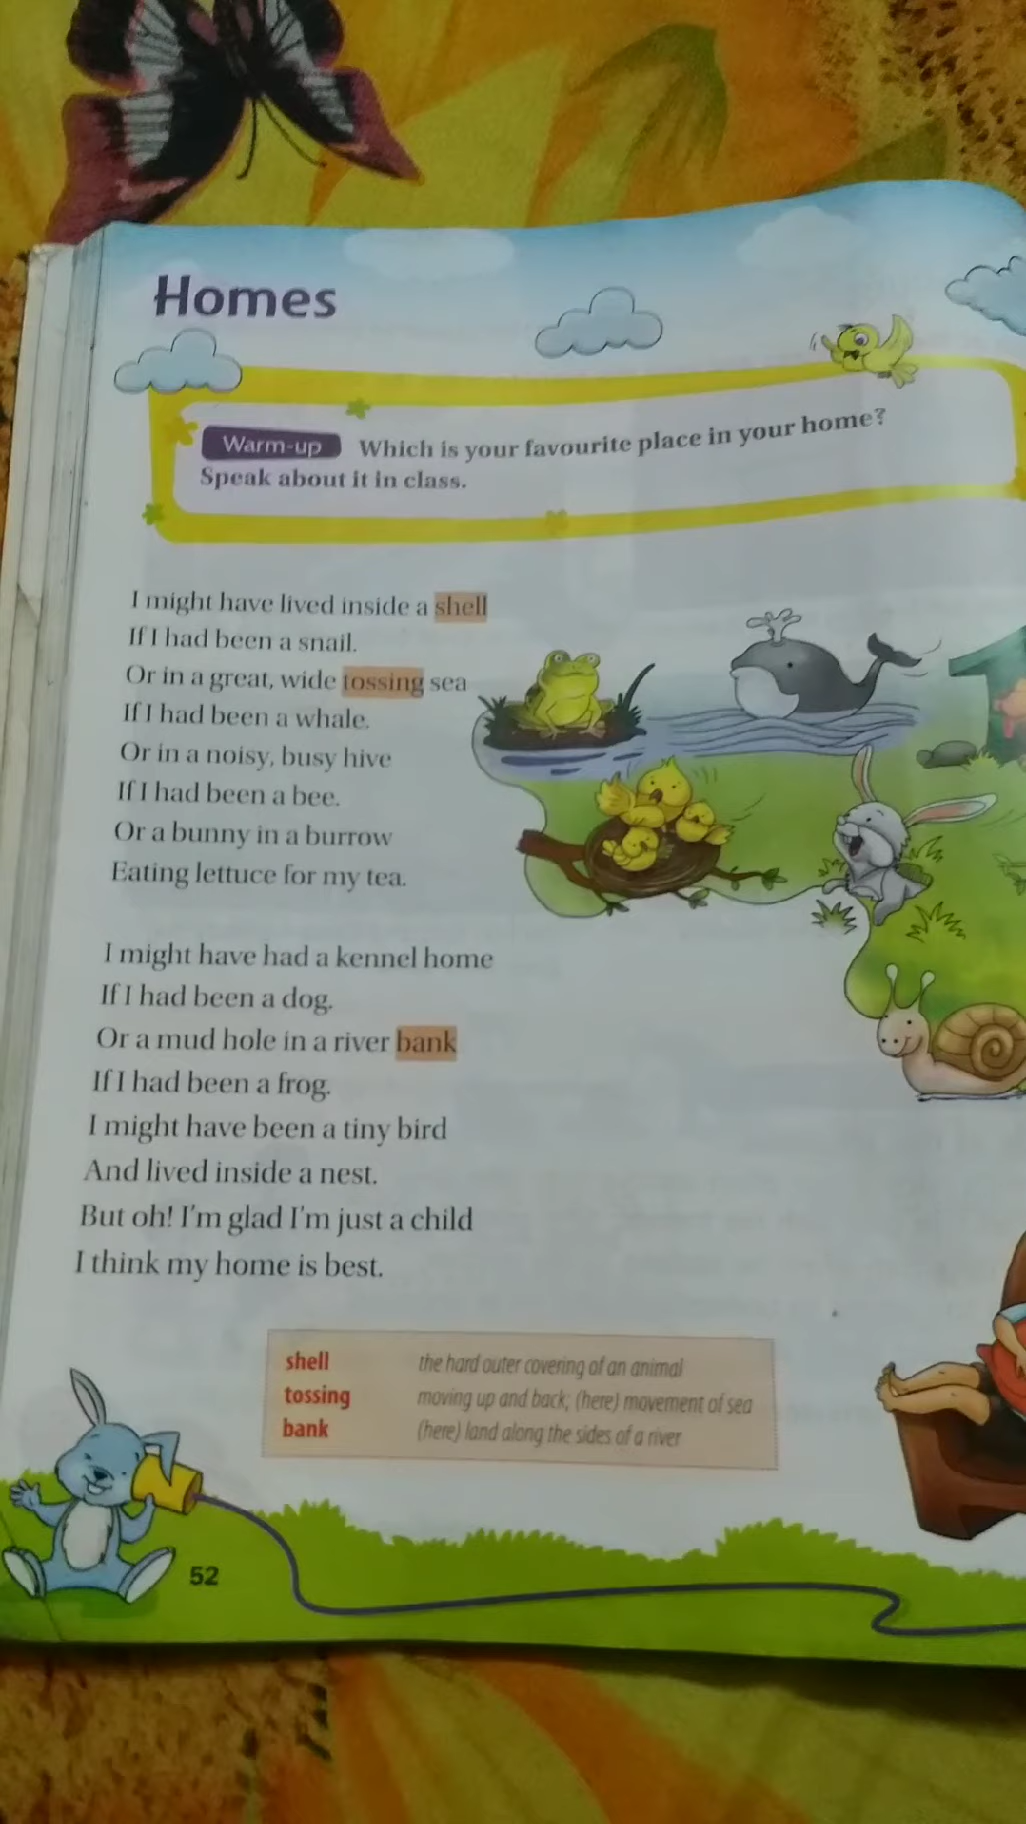 Homes
Warm-up Which is your favourite place in your home?
Speak about it in class.
I might have lived inside a shell
If I had been a snail.
Or in a great, wide tossing sea
If I had been a whale.
Or in a noisy, busy hive
If I had been a bee.
Or a bunny in a burrow
Eating lettuce for my tea.
I might have had a kennel home
If I had been a dog.
Or a mud hole in a river bank
If I had been a frog.
I might have been a tiny bird
And lived inside a nest.
But oh! I'm glad I'm just a child
I think my home is best.
shell the hard outer covering of an animal
tossing moving up and back; (here) movement of sea
bank (here) land along the sides of a river
52